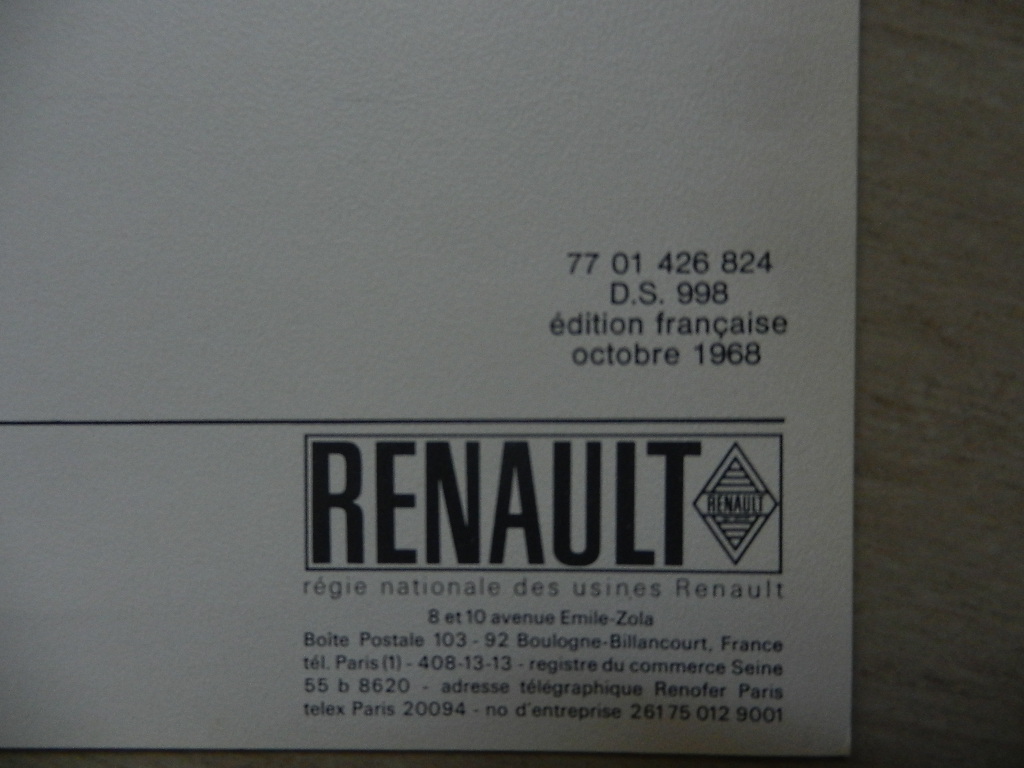 77 01 426 824
D.S. 998
édition française
octobre 1968
RENAULT
RENAULT
régie nationale des usines Renault
8 et 10 avenue Emile-Zola
Boîte Postale 103 - 92 Boulogne-Billancourt, France
tél. Paris (1) - 408-13-13 - registre du commerce Seine
55 b 8620 - adresse télégraphique Renofer Paris
telex Paris 20094 - no d'entreprise 261 75 012 9001